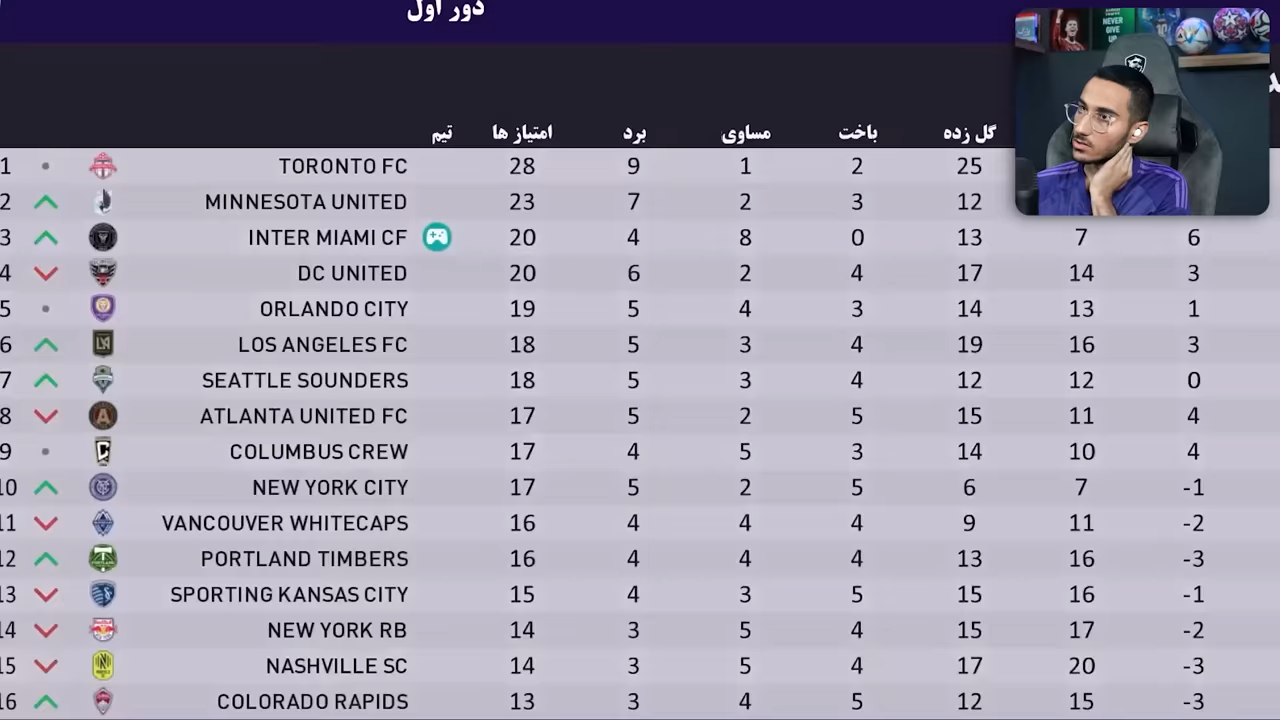 دور اول
تیم امتیاز ها برد مساوی باخت گل زده
NEVER GIVE UP
1 TORONTO FC 28 9 1 2 25
2 MINNESOTA UNITED 23 7 2 3 12
3 INTER MIAMI CF 20 4 8 0 13 7 6
4 DC UNITED 20 6 2 4 17 14 3
5 ORLANDO CITY 19 5 4 3 14 13 1
6 LOS ANGELES FC 18 5 3 4 19 16 3
7 SEATTLE SOUNDERS 18 5 3 4 12 12 0
8 ATLANTA UNITED FC 17 5 2 5 15 11 4
9 COLUMBUS CREW 17 4 5 3 14 10 4
10 NEW YORK CITY 17 5 2 5 6 7 -1
11 VANCOUVER WHITECAPS 16 4 4 4 9 11 -2
12 PORTLAND TIMBERS 16 4 4 4 13 16 -3
13 SPORTING KANSAS CITY 15 4 3 5 15 16 -1
14 NEW YORK RB 14 3 5 4 15 17 -2
15 NASHVILLE SC 14 3 5 4 17 20 -3
16 COLORADO RAPIDS 13 3 4 5 12 15 -3